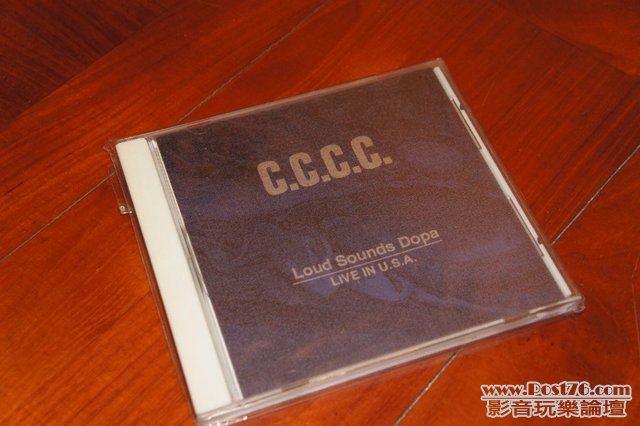 C.C.C.C.
Loud Sounds Dopa
LIVE IN U.S.A.
www.Post76.com
影音玩樂論壇